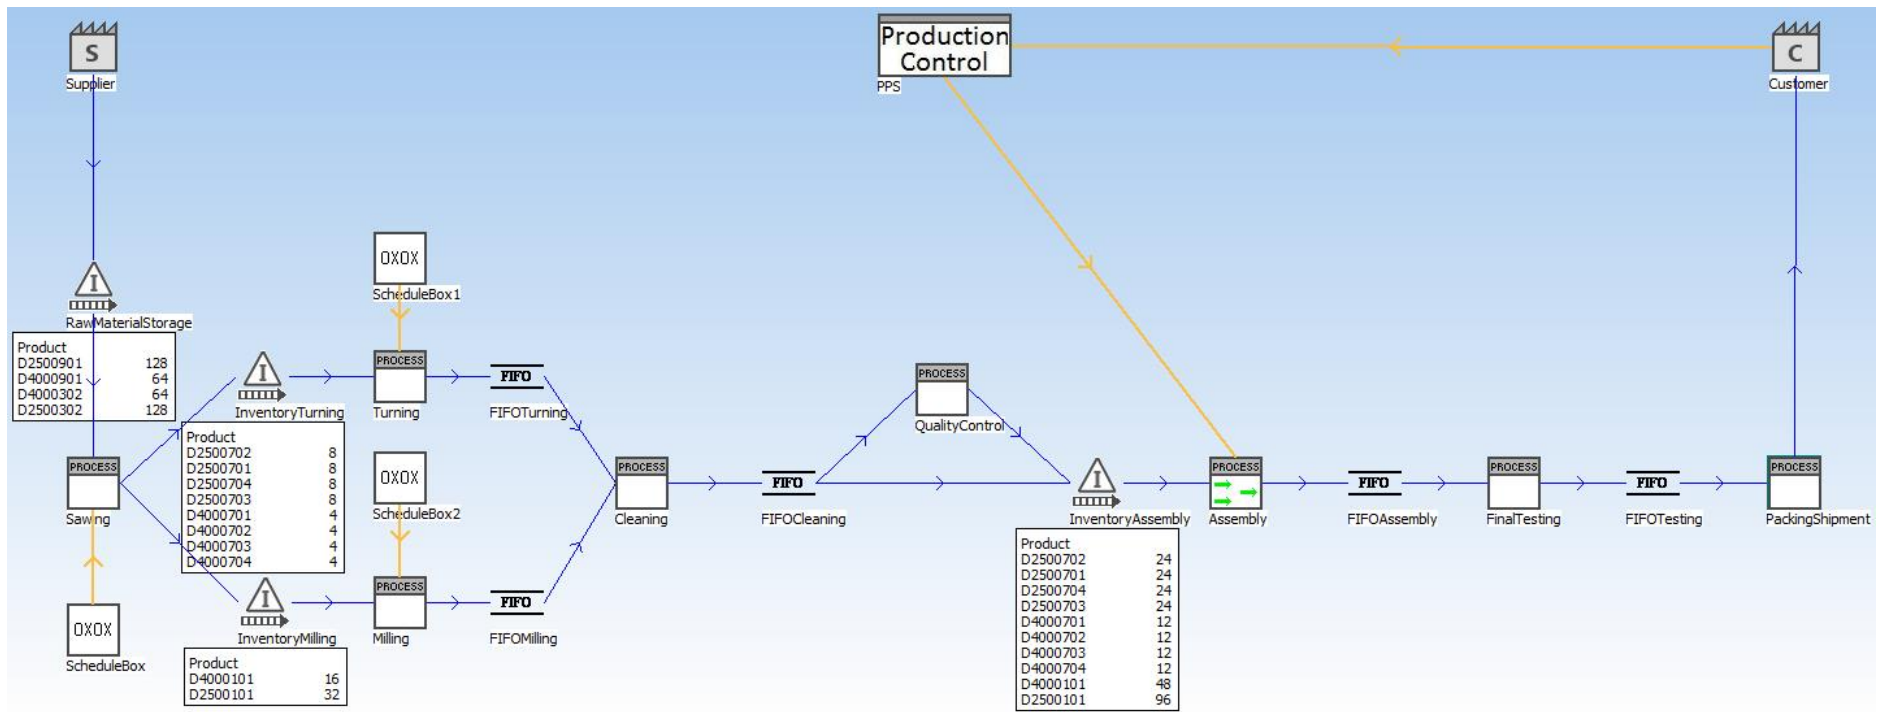 S
Supplier
Production
Control
PPS
C
Customer
OXOX
ScheduleBox1
I
RawMaterialStorage
Product
D2500901 128
D4000901 64
D4000302 64
D2500302 128
I
InventoryTurning
Product
D2500702 8
D2500701 8
D2500704 8
D2500703 8
D4000701 4
D4000702 4
D4000703 4
D4000704 4
PROCESS
Turning
FIFO
FIFOTurning
PROCESS
QualityControl
PROCESS
Sawing
OXOX
ScheduleBox2
PROCESS
Cleaning
FIFO
FIFOCleaning
I
InventoryAssembly
Product
D2500702 24
D2500701 24
D2500704 24
D2500703 24
D4000701 12
D4000702 12
D4000703 12
D4000704 12
D4000101 48
D2500101 96
PROCESS
Assembly
FIFO
FIFOAssembly
PROCESS
FinalTesting
FIFO
FIFOTesting
PROCESS
PackingShipment
OXOX
ScheduleBox
I
InventoryMilling
Product
D4000101 16
D2500101 32
PROCESS
Milling
FIFO
FIFOMilling